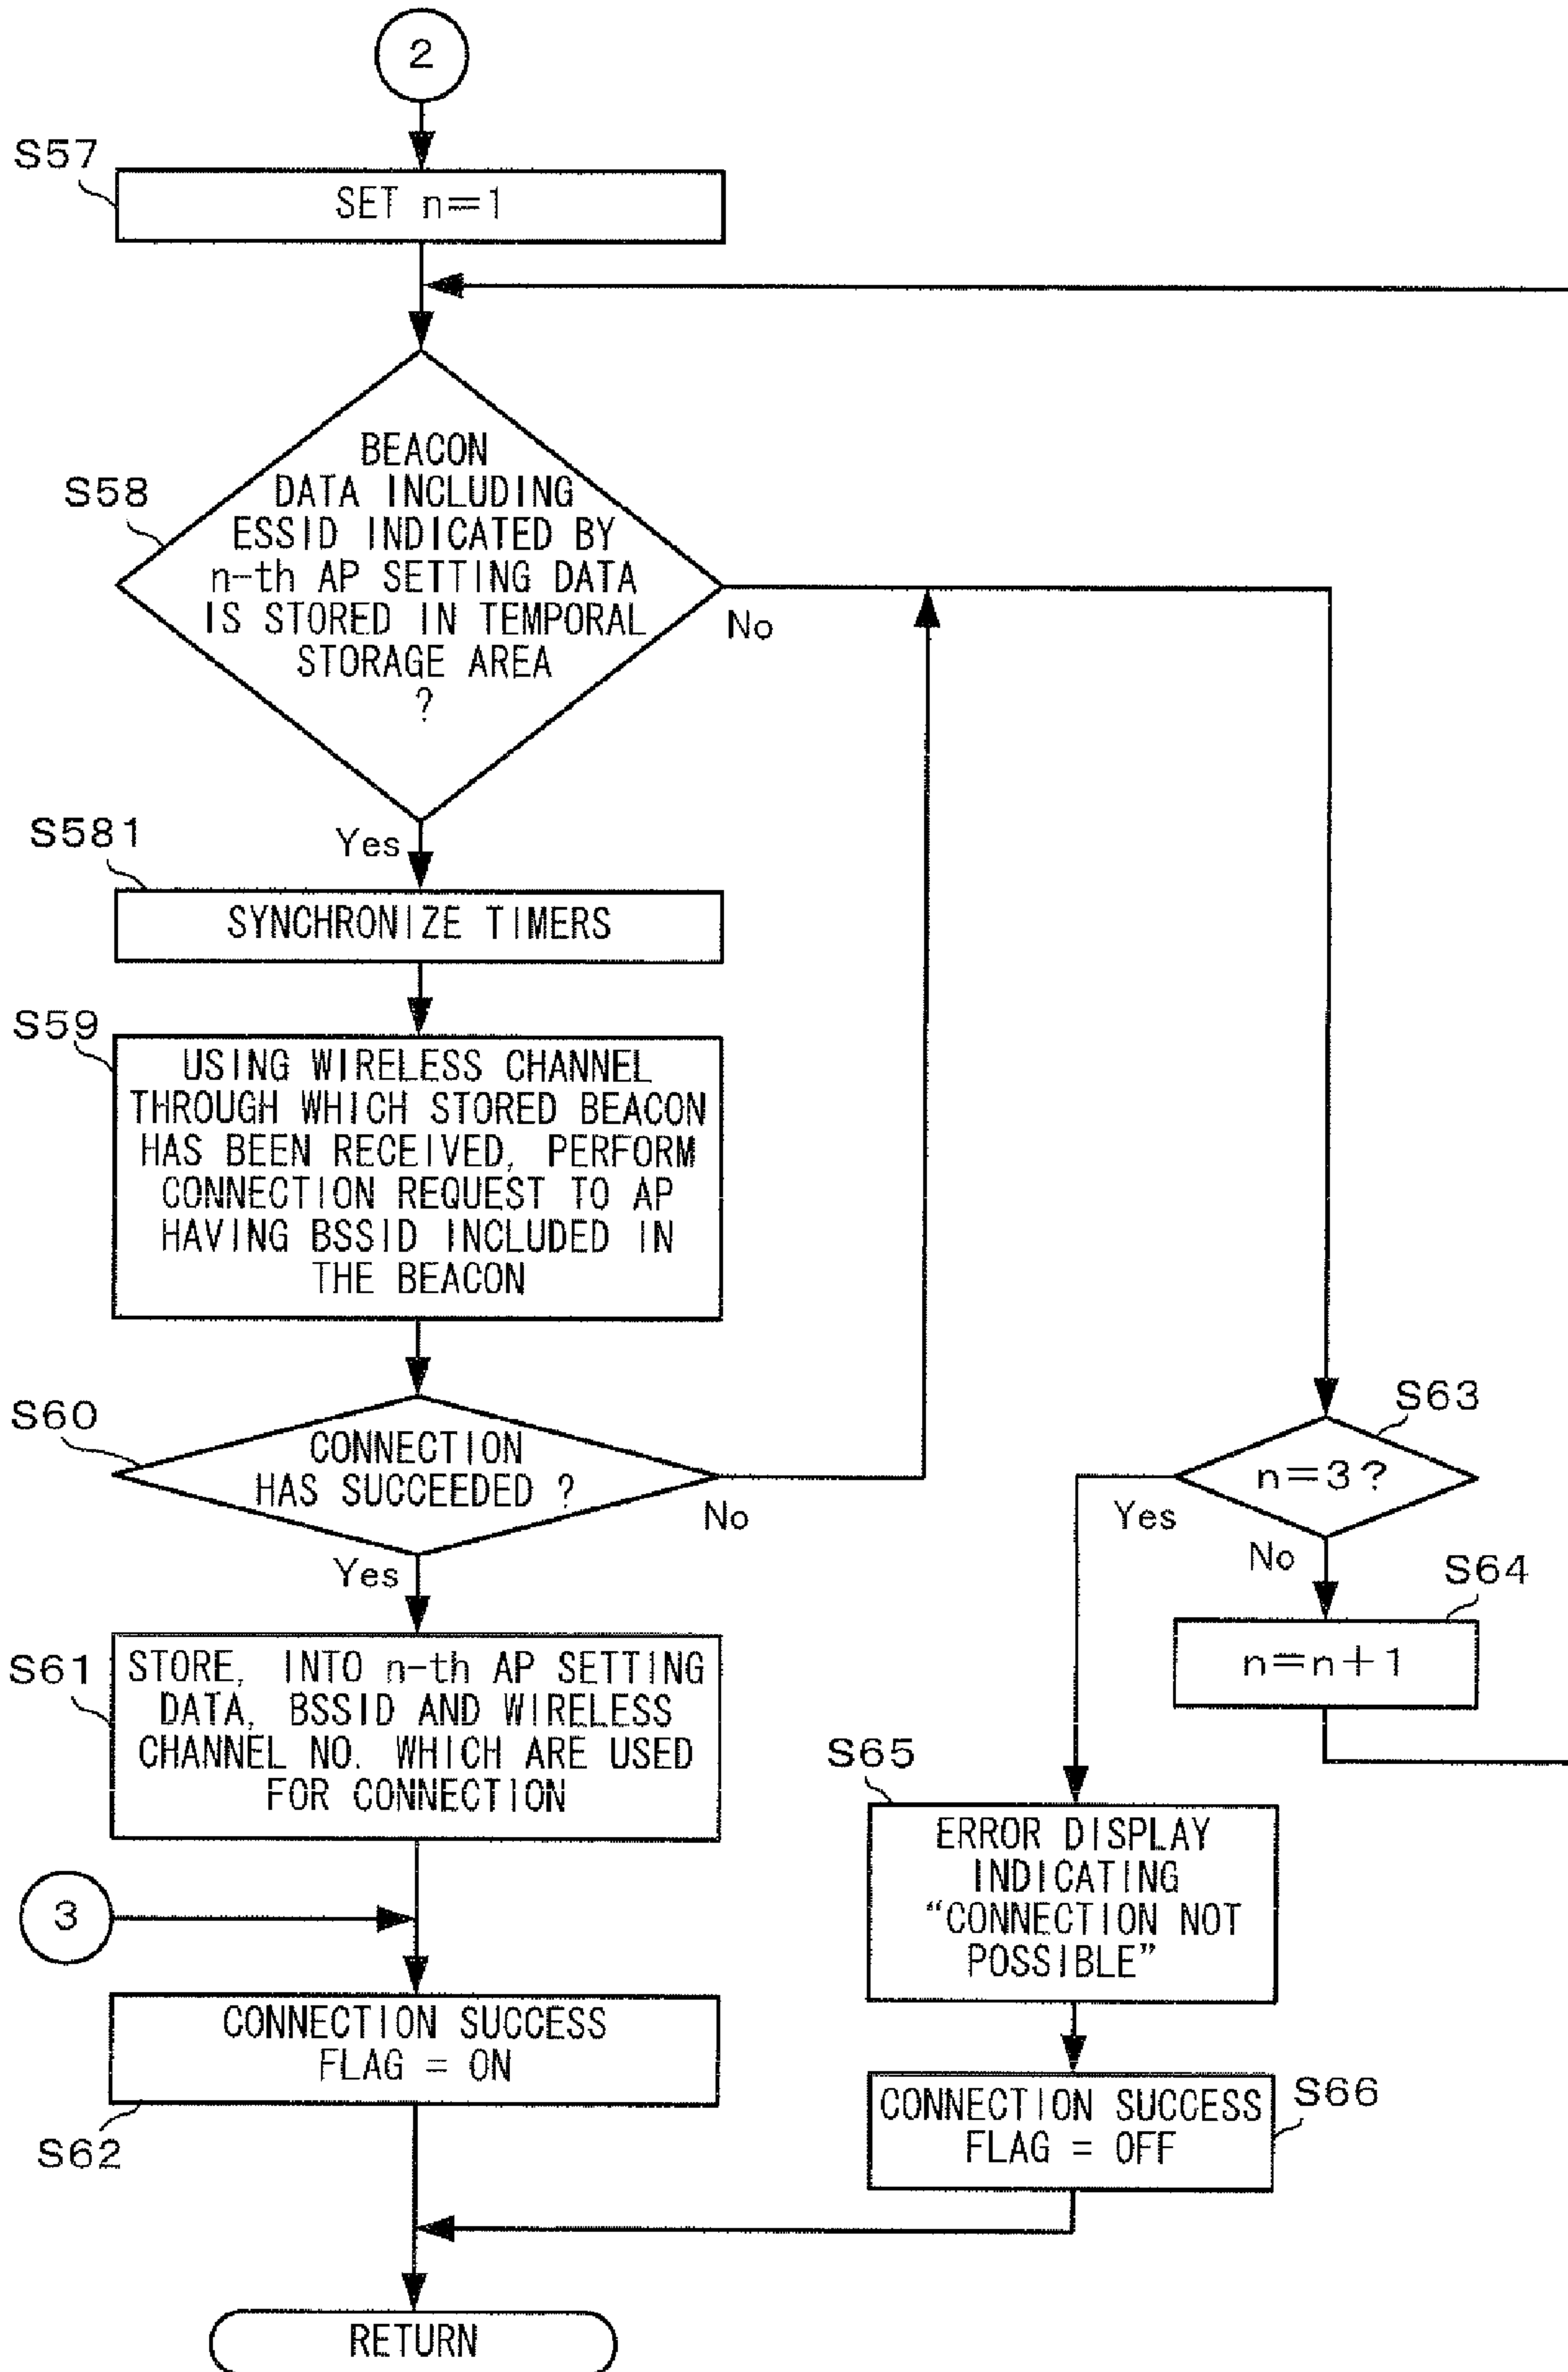 2
S57
SET n=1
S58
BEACON
DATA INCLUDING
ESSID INDICATED BY
n-th AP SETTING DATA
IS STORED IN TEMPORAL
STORAGE AREA
?
No
Yes
S581
SYNCHRONIZE TIMERS
S59
USING WIRELESS CHANNEL
THROUGH WHICH STORED BEACON
HAS BEEN RECEIVED, PERFORM
CONNECTION REQUEST TO AP
HAVING BSSID INCLUDED IN
THE BEACON
S60
CONNECTION
HAS SUCCEEDED ?
No
Yes
S61
STORE, INTO n-th AP SETTING
DATA, BSSID AND WIRELESS
CHANNEL NO. WHICH ARE USED
FOR CONNECTION
3
CONNECTION SUCCESS
FLAG = ON
S62
S63
n=3?
Yes
No
S64
n=n+1
S65
ERROR DISPLAY
INDICATING
“CONNECTION NOT
POSSIBLE”
CONNECTION SUCCESS
FLAG = OFF
S66
RETURN